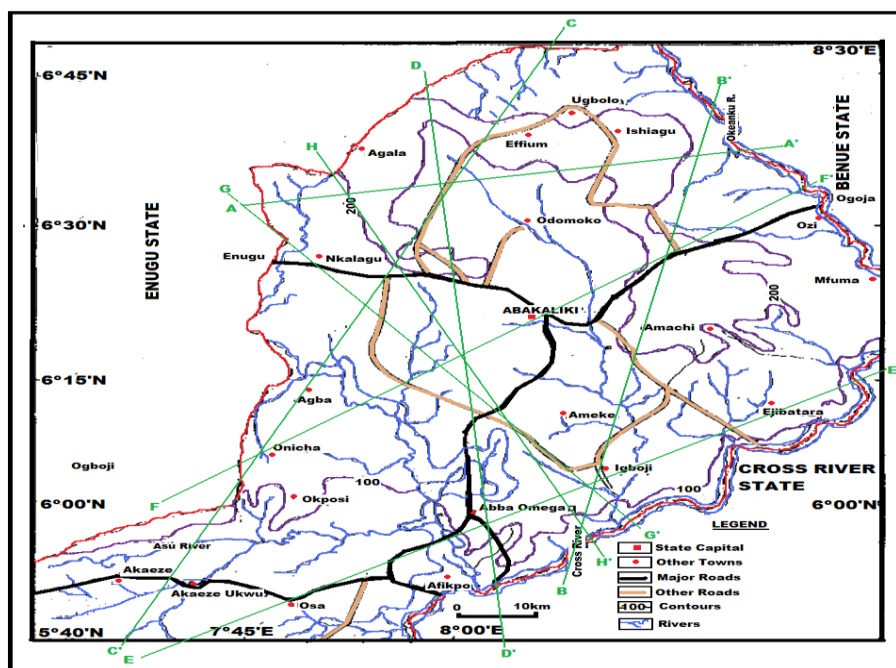 C
D
8°30'E
6°45'N
B'
Okeanku R.
Ugbolo
Ishiagu
Effium
H
Agala
A'
BENUE STATE
G
A
200
F'
Ogoja
6°30'N
Odomoko
Ozi
ENUGU STATE
Enugu
Nkalagu
Mfuma
200
ABAKALIKI
Amachi
E'
6°15'N
Agba
Ameke
Ejibatara
Onicha
Ogboji
Igboji
CROSS RIVER
STATE
100
100
F
Okposi
6°00'N
6°00'N
Abba Omega
G'
LEGEND
Asu River
Cross River
H'
State Capital
Other Towns
Akaeze
Afikpo
Major Roads
Akaeze Ukwu
B
Other Roads
Osa
0 10km
400 Contours
Rivers
5°40'N
7°45'E
8°00'E
C'
E
D'